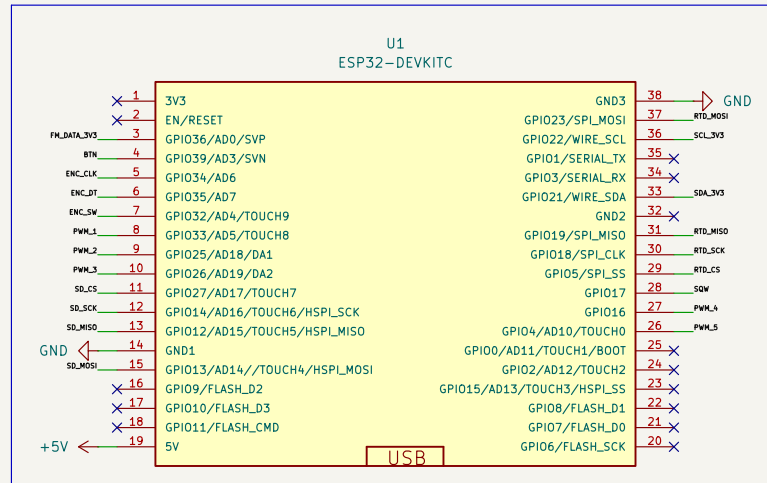 U1
ESP32-DEVKITC
1 3V3 GND3 38 GND
2 EN/RESET GPIO23/SPI_MOSI 37 RTD_MOSI
FM_DATA_3V3 3 GPIO36/AD0/SVP GPIO22/WIRE_SCL 36 SCL_3V3
BTN 4 GPIO39/AD3/SVN GPIO1/SERIAL_TX 35
ENC_CLK 5 GPIO34/AD6 GPIO3/SERIAL_RX 34
ENC_DT 6 GPIO35/AD7 GPIO21/WIRE_SDA 33 SDA_3V3
ENC_SW 7 GPIO32/AD4/TOUCH9 GND2 32
PWM_1 8 GPIO33/AD5/TOUCH8 GPIO19/SPI_MISO 31 RTD_MISO
PWM_2 9 GPIO25/AD18/DA1 GPIO18/SPI_CLK 30 RTD_SCK
PWM_3 10 GPIO26/AD19/DA2 GPIO5/SPI_SS 29 RTD_CS
SD_CS 11 GPIO27/AD17/TOUCH7 GPIO17 28 SQW
SD_SCK 12 GPIO14/AD16/TOUCH6/HSPI_SCK GPIO16 27 PWM_4
SD_MISO 13 GPIO12/AD15/TOUCH5/HSPI_MISO GPIO4/AD10/TOUCH0 26 PWM_5
GND 14 GND1 GPIO0/AD11/TOUCH1/BOOT 25
SD_MOSI 15 GPIO13/AD14//TOUCH4/HSPI_MOSI GPIO2/AD12/TOUCH2 24
16 GPIO9/FLASH_D2 GPIO15/AD13/TOUCH3/HSPI_SS 23
17 GPIO10/FLASH_D3 GPIO8/FLASH_D1 22
18 GPIO11/FLASH_CMD GPIO7/FLASH_D0 21
+5V 19 5V GPIO6/FLASH_SCK 20
USB